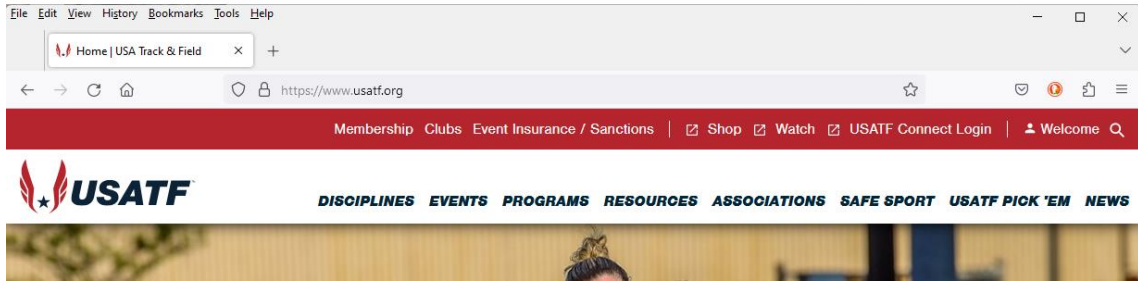 File Edit View History Bookmarks Tools Help
Home | USA Track & Field
https://www.usatf.org
Membership Clubs Event Insurance / Sanctions | Shop Watch USATF Connect Login | Welcome
USATF
DISCIPLINES EVENTS PROGRAMS RESOURCES ASSOCIATIONS SAFE SPORT USATF PICK 'EM NEWS